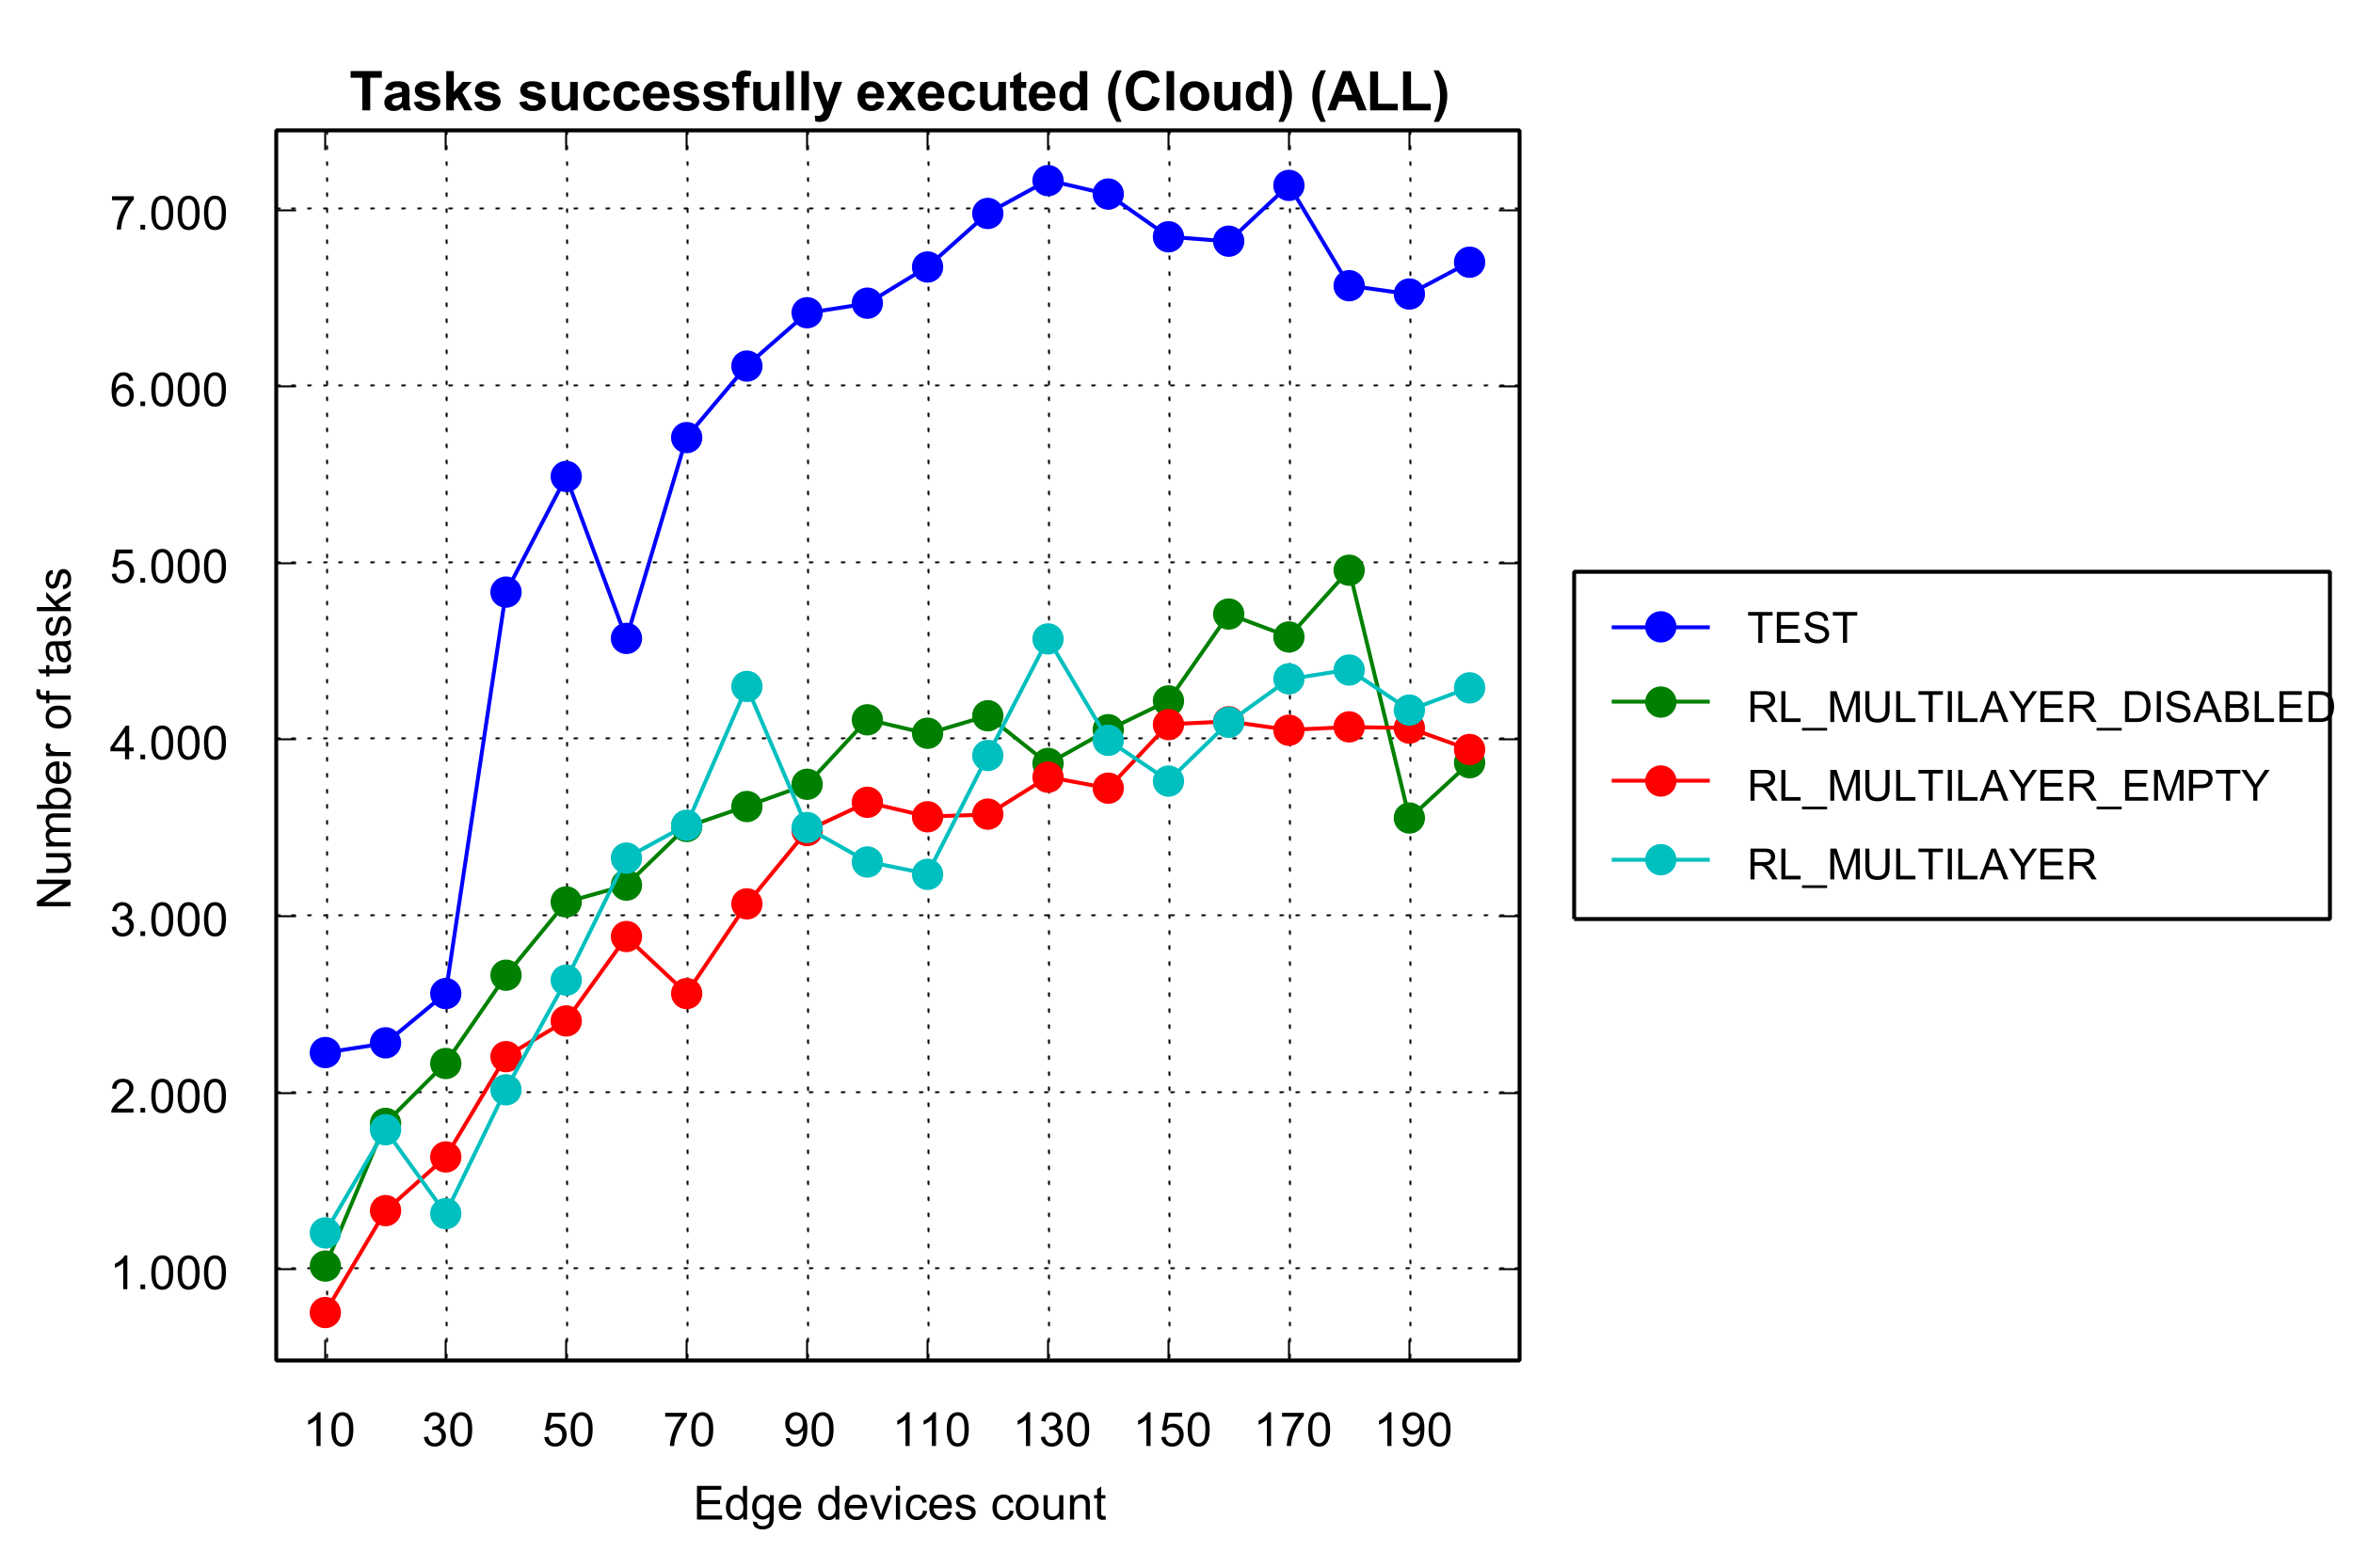 Tasks successfully executed (Cloud) (ALL)
Number of tasks
7.000
6.000
5.000
4.000
3.000
2.000
1.000
10 30 50 70 90 110 130 150 170 190
Edge devices count
TEST
RL_MULTILAYER_DISABLED
RL_MULTILAYER_EMPTY
RL_MULTILAYER